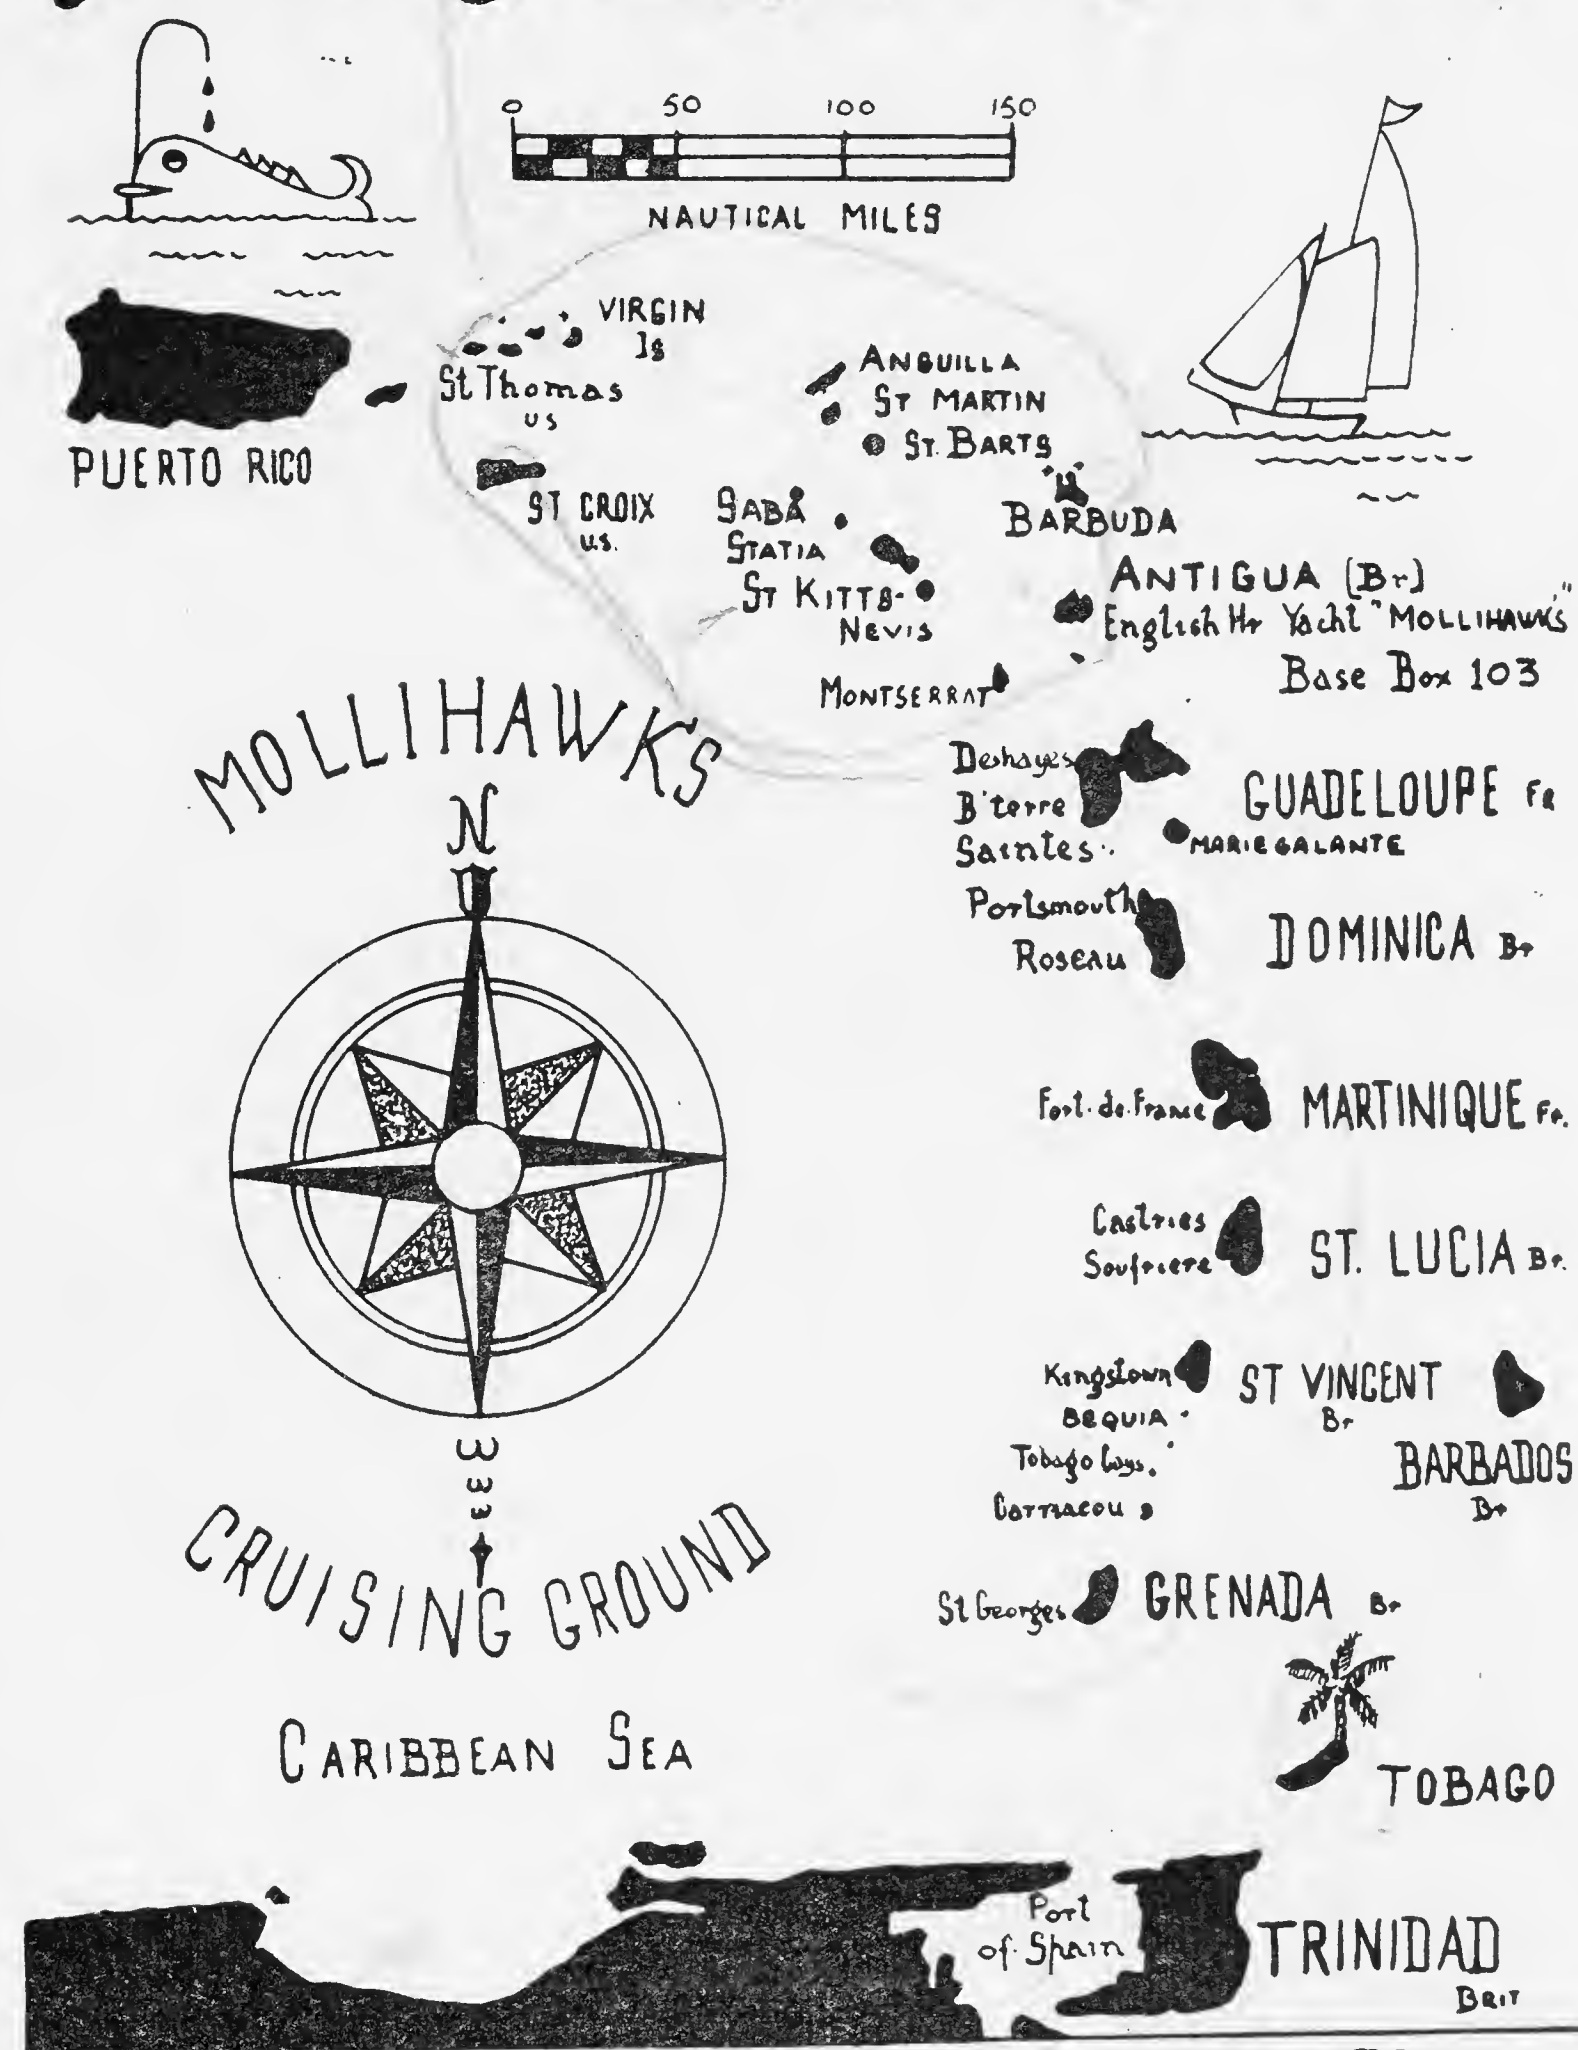 0 50 100 150
NAUTICAL MILES
VIRGIN
Is
St Thomas
US
PUERTO RICO
ST CROIX
U.S.
ANGUILLA
ST MARTIN
ST. BARTS
SABA
STATIA
ST KITTS-
NEVIS
BARBUDA
ANTIGUA (Br)
English Hr Yacht "MOLLIHAWK'S"
Base Box 103
MONTSERRAT
MOLLIHAWK'S
N
Deshayes
B'terre
Saintes
GUADELOUPE FR
MARIE GALANTE
Portsmouth
Roseau
DOMINICA Br
Fort.de.France
MARTINIQUE Fr.
Castries
Soufriere
ST. LUCIA Br.
Kingstown
BEQUIA
Tobago Cays.
Carriacou
ST VINCENT
Br
BARBADOS
Br
St Georges
GRENADA Br
CRUISING GROUND
CARIBBEAN SEA
TOBAGO
Port
of Spain
TRINIDAD
BRIT